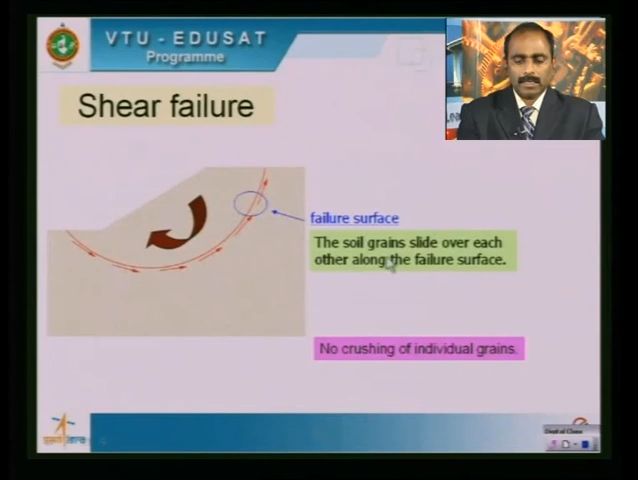 VTU - EDUSAT
Programme
Shear failure
failure surface
The soil grains slide over each
other along the failure surface.
No crushing of individual grains.